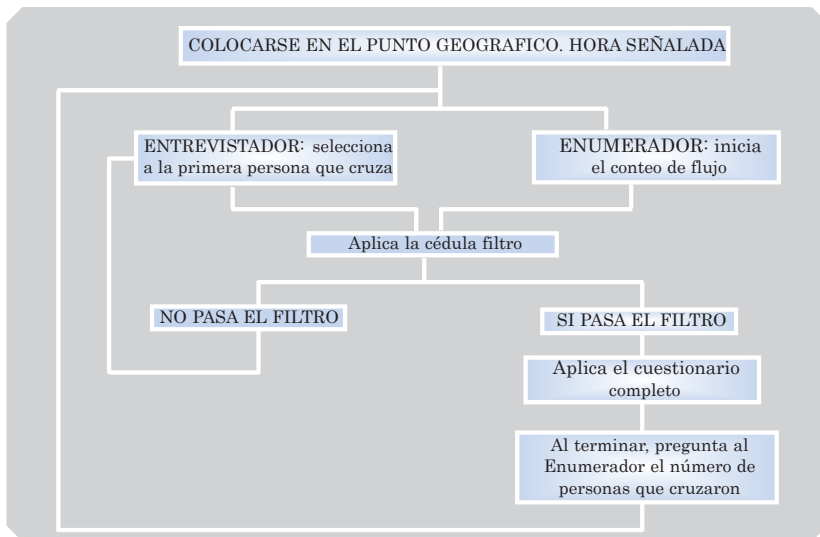 COLOCARSE EN EL PUNTO GEOGRAFICO. HORA SEÑALADA
ENTREVISTADOR: selecciona
a la primera persona que cruza
ENUMERADOR: inicia
el conteo de flujo
Aplica la cédula filtro
NO PASA EL FILTRO
SI PASA EL FILTRO
Aplica el cuestionario
completo
Al terminar, pregunta al
Enumerador el número de
personas que cruzaron